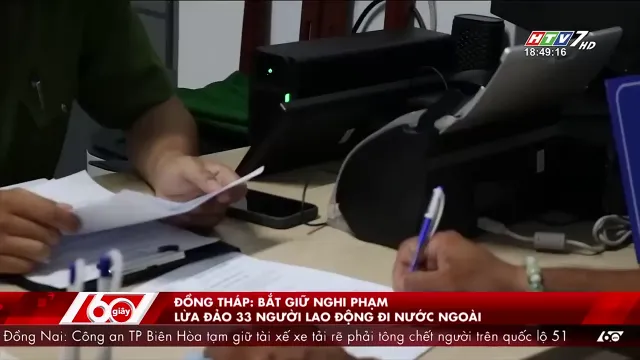 HTV7 HD
18:49:16
60 giây
ĐỒNG THÁP: BẮT GIỮ NGHI PHẠM
LỪA ĐẢO 33 NGƯỜI LAO ĐỘNG ĐI NƯỚC NGOÀI
Đồng Nai: Công an TP Biên Hòa tạm giữ tài xế xe tải rẽ phải tông chết người trên quốc lộ 51
60